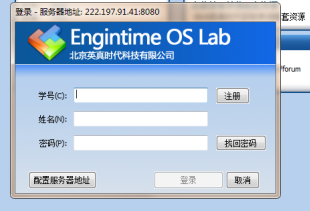 登录 - 服务器地址: 222.197.91.41:8080
套资源
Engintime OS Lab
北京英真时代科技有限公司
/forum
学号(C):
注册
姓名(N):
密码(P):
找回密码
配置服务器地址
登录
取消